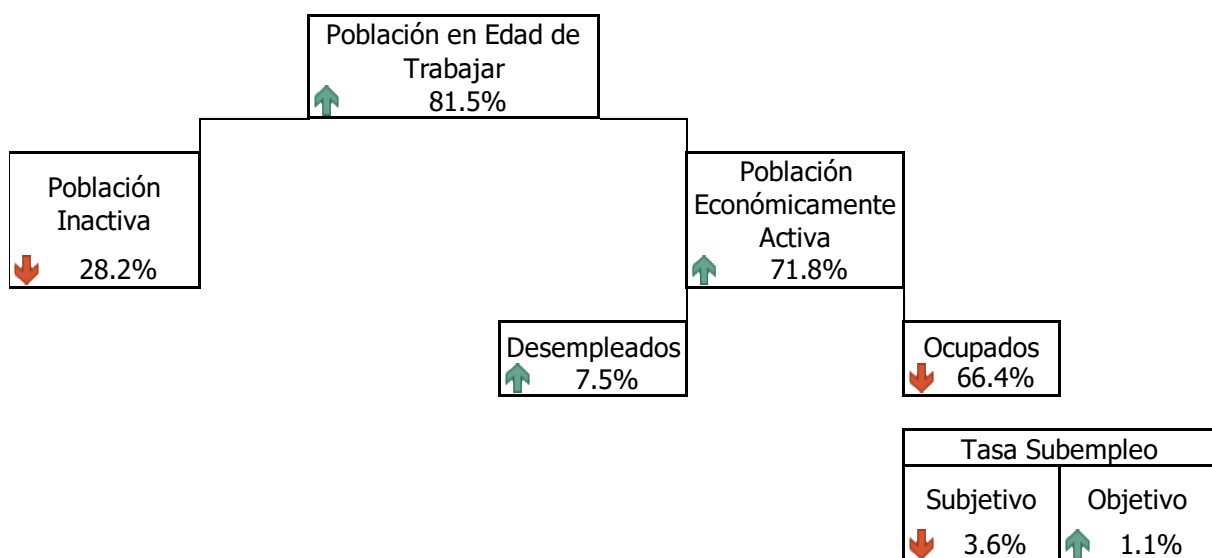 Población en Edad de
Trabajar
81.5%
Población
Inactiva
28.2%
Población
Económicamente
Activa
71.8%
Desempleados
7.5%
Ocupados
66.4%
Tasa Subempleo
Subjetivo
Objetivo
3.6%
1.1%